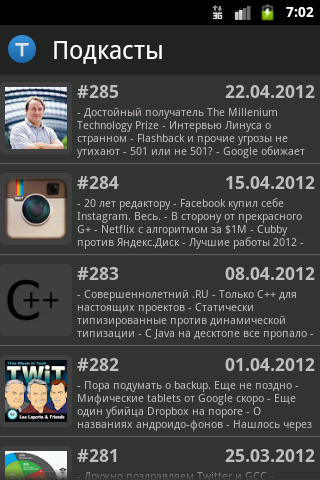 3G 7:02
T Подкасты
#285 22.04.2012
- Достойный получатель The Millenium
Technology Prize - Интервью Линуса о
странном - Flashback и прочие угрозы не
утихают - 501 или не 501? - Google обижает
#284 15.04.2012
- 20 лет редактору - Facebook купил себе
Instagram. Весь. - В сторону от прекрасного
G+ - Netflix с алгоритмом за $1M - Cubby
против Яндекс.Диск - Лучшие работы 2012 -
C++
#283 08.04.2012
- Совершеннолетний .RU - Только C++ для
настоящих проектов - Статически
типизированные против динамической
типизации - С Java на десктопе все пропало -
This Week in Tech
TWiT
Leo Laporte & Friends
#282 01.04.2012
- Пора подумать о backup. Еще не поздно -
Мифические tablets от Google скоро - Еще
один убийца Dropbox на пороге - О
названиях андроидо-фонов - Нашлось через
#281 25.03.2012
- Дружно поздравляем Twitter и GCC -